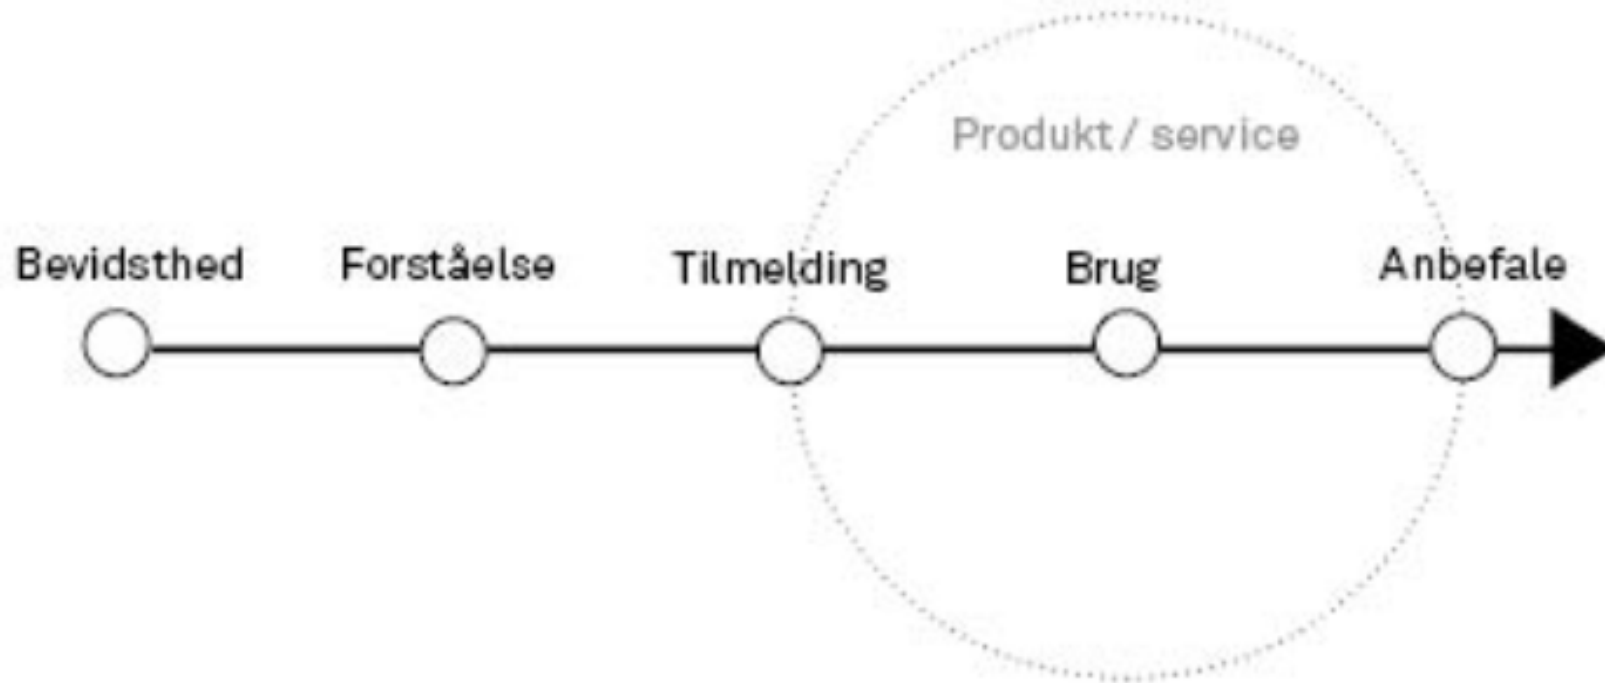 Produkt / service
Bevidsthed
Forståelse
Tilmelding
Brug
Anbefale